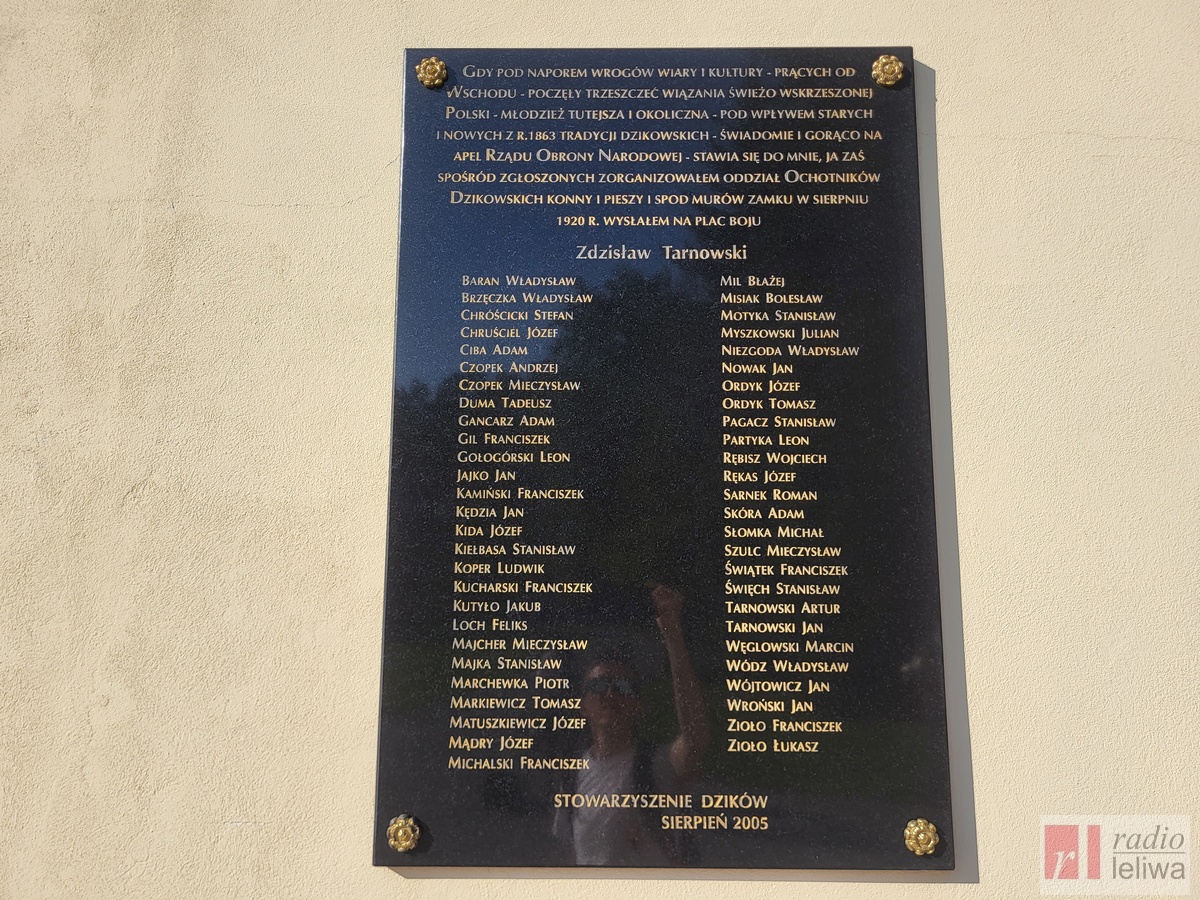 GDY POD NAPOREM WROGÓW WIARY I KULTURY - PRĄCYCH OD
WSCHODU - POCZĘŁY TRZESZCZEĆ WIĄZANIA ŚWIEŻO WSKRZESZONEJ
POLSKI - MŁODZIEŻ TUTEJSZA I OKOLICZNA - POD WPŁYWEM STARYCH
I NOWYCH Z R.1863 TRADYCJI DZIKOWSKICH - ŚWIADOMIE I GORĄCO NA
APEL RZĄDU OBRONY NARODOWEJ - STAWIA SIĘ DO MNIE, JA ZAŚ
SPOŚRÓD ZGŁOSZONYCH ZORGANIZOWAŁEM ODDZIAŁ OCHOTNIKÓW
DZIKOWSKICH KONNY I PIESZY I SPOD MURÓW ZAMKU W SIERPNIU
1920 R. WYSŁAŁEM NA PLAC BOJU
Zdzisław Tarnowski
BARAN WŁADYSŁAW
BRZĘCZKA WŁADYSŁAW
CHRÓŚCICKI STEFAN
CHRUŚCIEL JÓZEF
CIBA ADAM
CZOPEK ANDRZEJ
CZOPEK MIECZYSŁAW
DUMA TADEUSZ
GANCARZ ADAM
GIL FRANCISZEK
GOŁOGÓRSKI LEON
JAJKO JAN
KAMIŃSKI FRANCISZEK
KĘDZIA JAN
KIDA JÓZEF
KIEŁBASA STANISŁAW
KOPER LUDWIK
KUCHARSKI FRANCISZEK
KUTYŁO JAKUB
LOCH FELIKS
MAJCHER MIECZYSŁAW
MAJKA STANISŁAW
MARCHEWKA PIOTR
MARKIEWICZ TOMASZ
MATUSZKIEWICZ JÓZEF
MĄDRY JÓZEF
MICHALSKI FRANCISZEK
MIL BŁAŻEJ
MISIAK BOLESŁAW
MOTYKA STANISŁAW
MYSZKOWSKI JULIAN
NIEZGODA WŁADYSŁAW
NOWAK JAN
ORDYK JÓZEF
ORDYK TOMASZ
PAGACZ STANISŁAW
PARTYKA LEON
RĘBISZ WOJCIECH
RĘKAS JÓZEF
SARNEK ROMAN
SKÓRA ADAM
SŁOMKA MICHAŁ
SZULC MIECZYSŁAW
ŚWIĄTEK FRANCISZEK
ŚWIĘCH STANISŁAW
TARNOWSKI ARTUR
TARNOWSKI JAN
WĘGLOWSKI MARCIN
WÓDZ WŁADYSŁAW
WÓJTOWICZ JAN
WROŃSKI JAN
ZIOŁO FRANCISZEK
ZIOŁO ŁUKASZ
STOWARZYSZENIE DZIKÓW
SIERPIEŃ 2005
r radio
leliwa